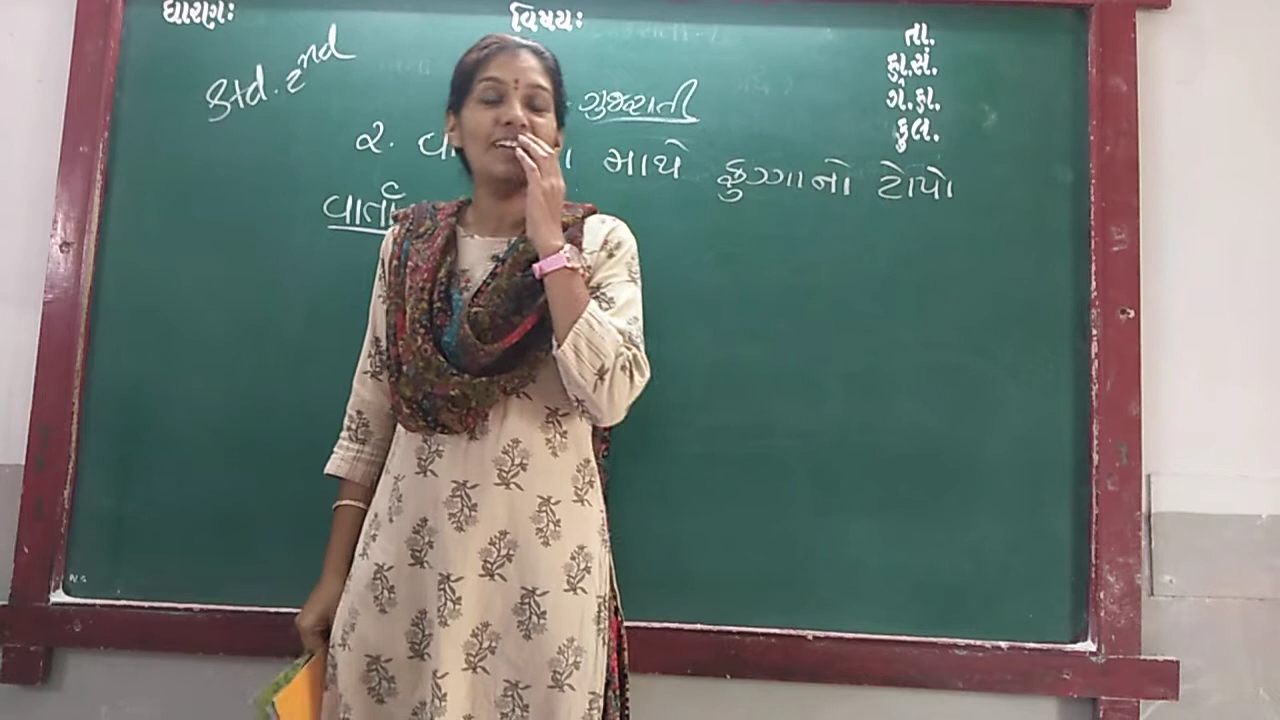 ધોરણઃ
વિષયઃ
તા.
Std. 2nd
કા.સં.
ગુજરાતી
ગે.હા.
કુલ.
૨. માથે ફુગ્ગાનો ટોપો
વાર્તા
N.S